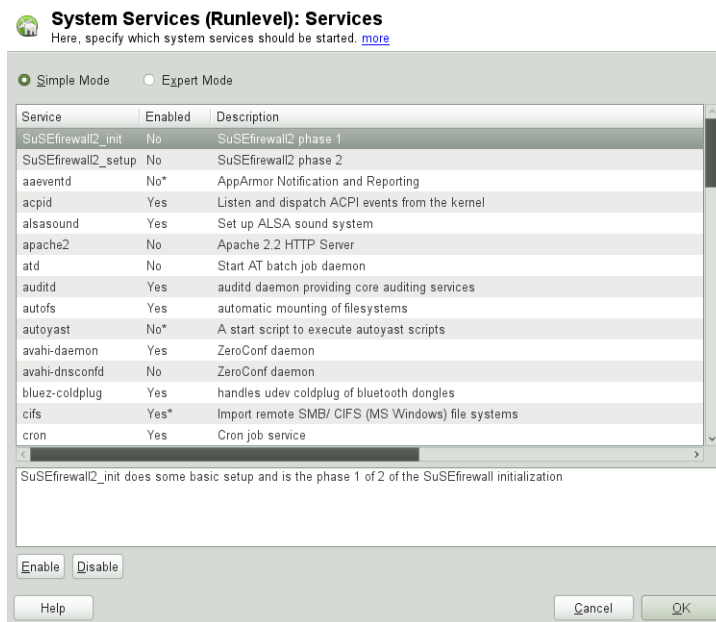 System Services (Runlevel): Services
Here, specify which system services should be started. more
Simple Mode Expert Mode
Service Enabled Description
SuSEfirewall2_init No SuSEfirewall2 phase 1
SuSEfirewall2_setup No SuSEfirewall2 phase 2
aaeventd No* AppArmor Notification and Reporting
acpid Yes Listen and dispatch ACPI events from the kernel
alsasound Yes Set up ALSA sound system
apache2 No Apache 2.2 HTTP Server
atd No Start AT batch job daemon
auditd Yes auditd daemon providing core auditing services
autofs Yes automatic mounting of filesystems
autoyast No* A start script to execute autoyast scripts
avahi-daemon Yes ZeroConf daemon
avahi-dnsconfd No ZeroConf daemon
bluez-coldplug Yes handles udev coldplug of bluetooth dongles
cifs Yes* Import remote SMB/ CIFS (MS Windows) file systems
cron Yes Cron job service
SuSEfirewall2_init does some basic setup and is the phase 1 of 2 of the SuSEfirewall initialization
Enable Disable
Help Cancel OK